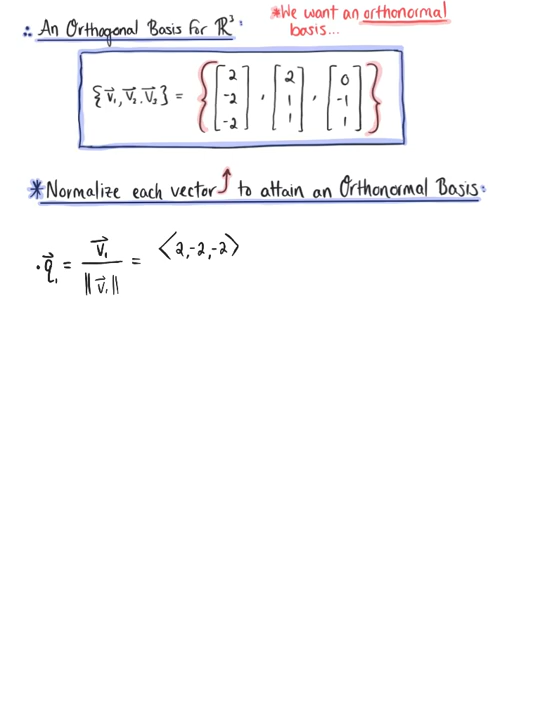 ∴ An Orthogonal Basis for ℝ³:
*We want an orthonormal
basis...
{v⃗₁, v⃗₂, v⃗₃} = { [2 -2 -2], [2 1 1], [0 -1 1] }
*Normalize each vector ↑ to attain an Orthonormal Basis:
• q⃗₁ = v⃗₁ / ||v⃗₁|| = <2,-2,-2>